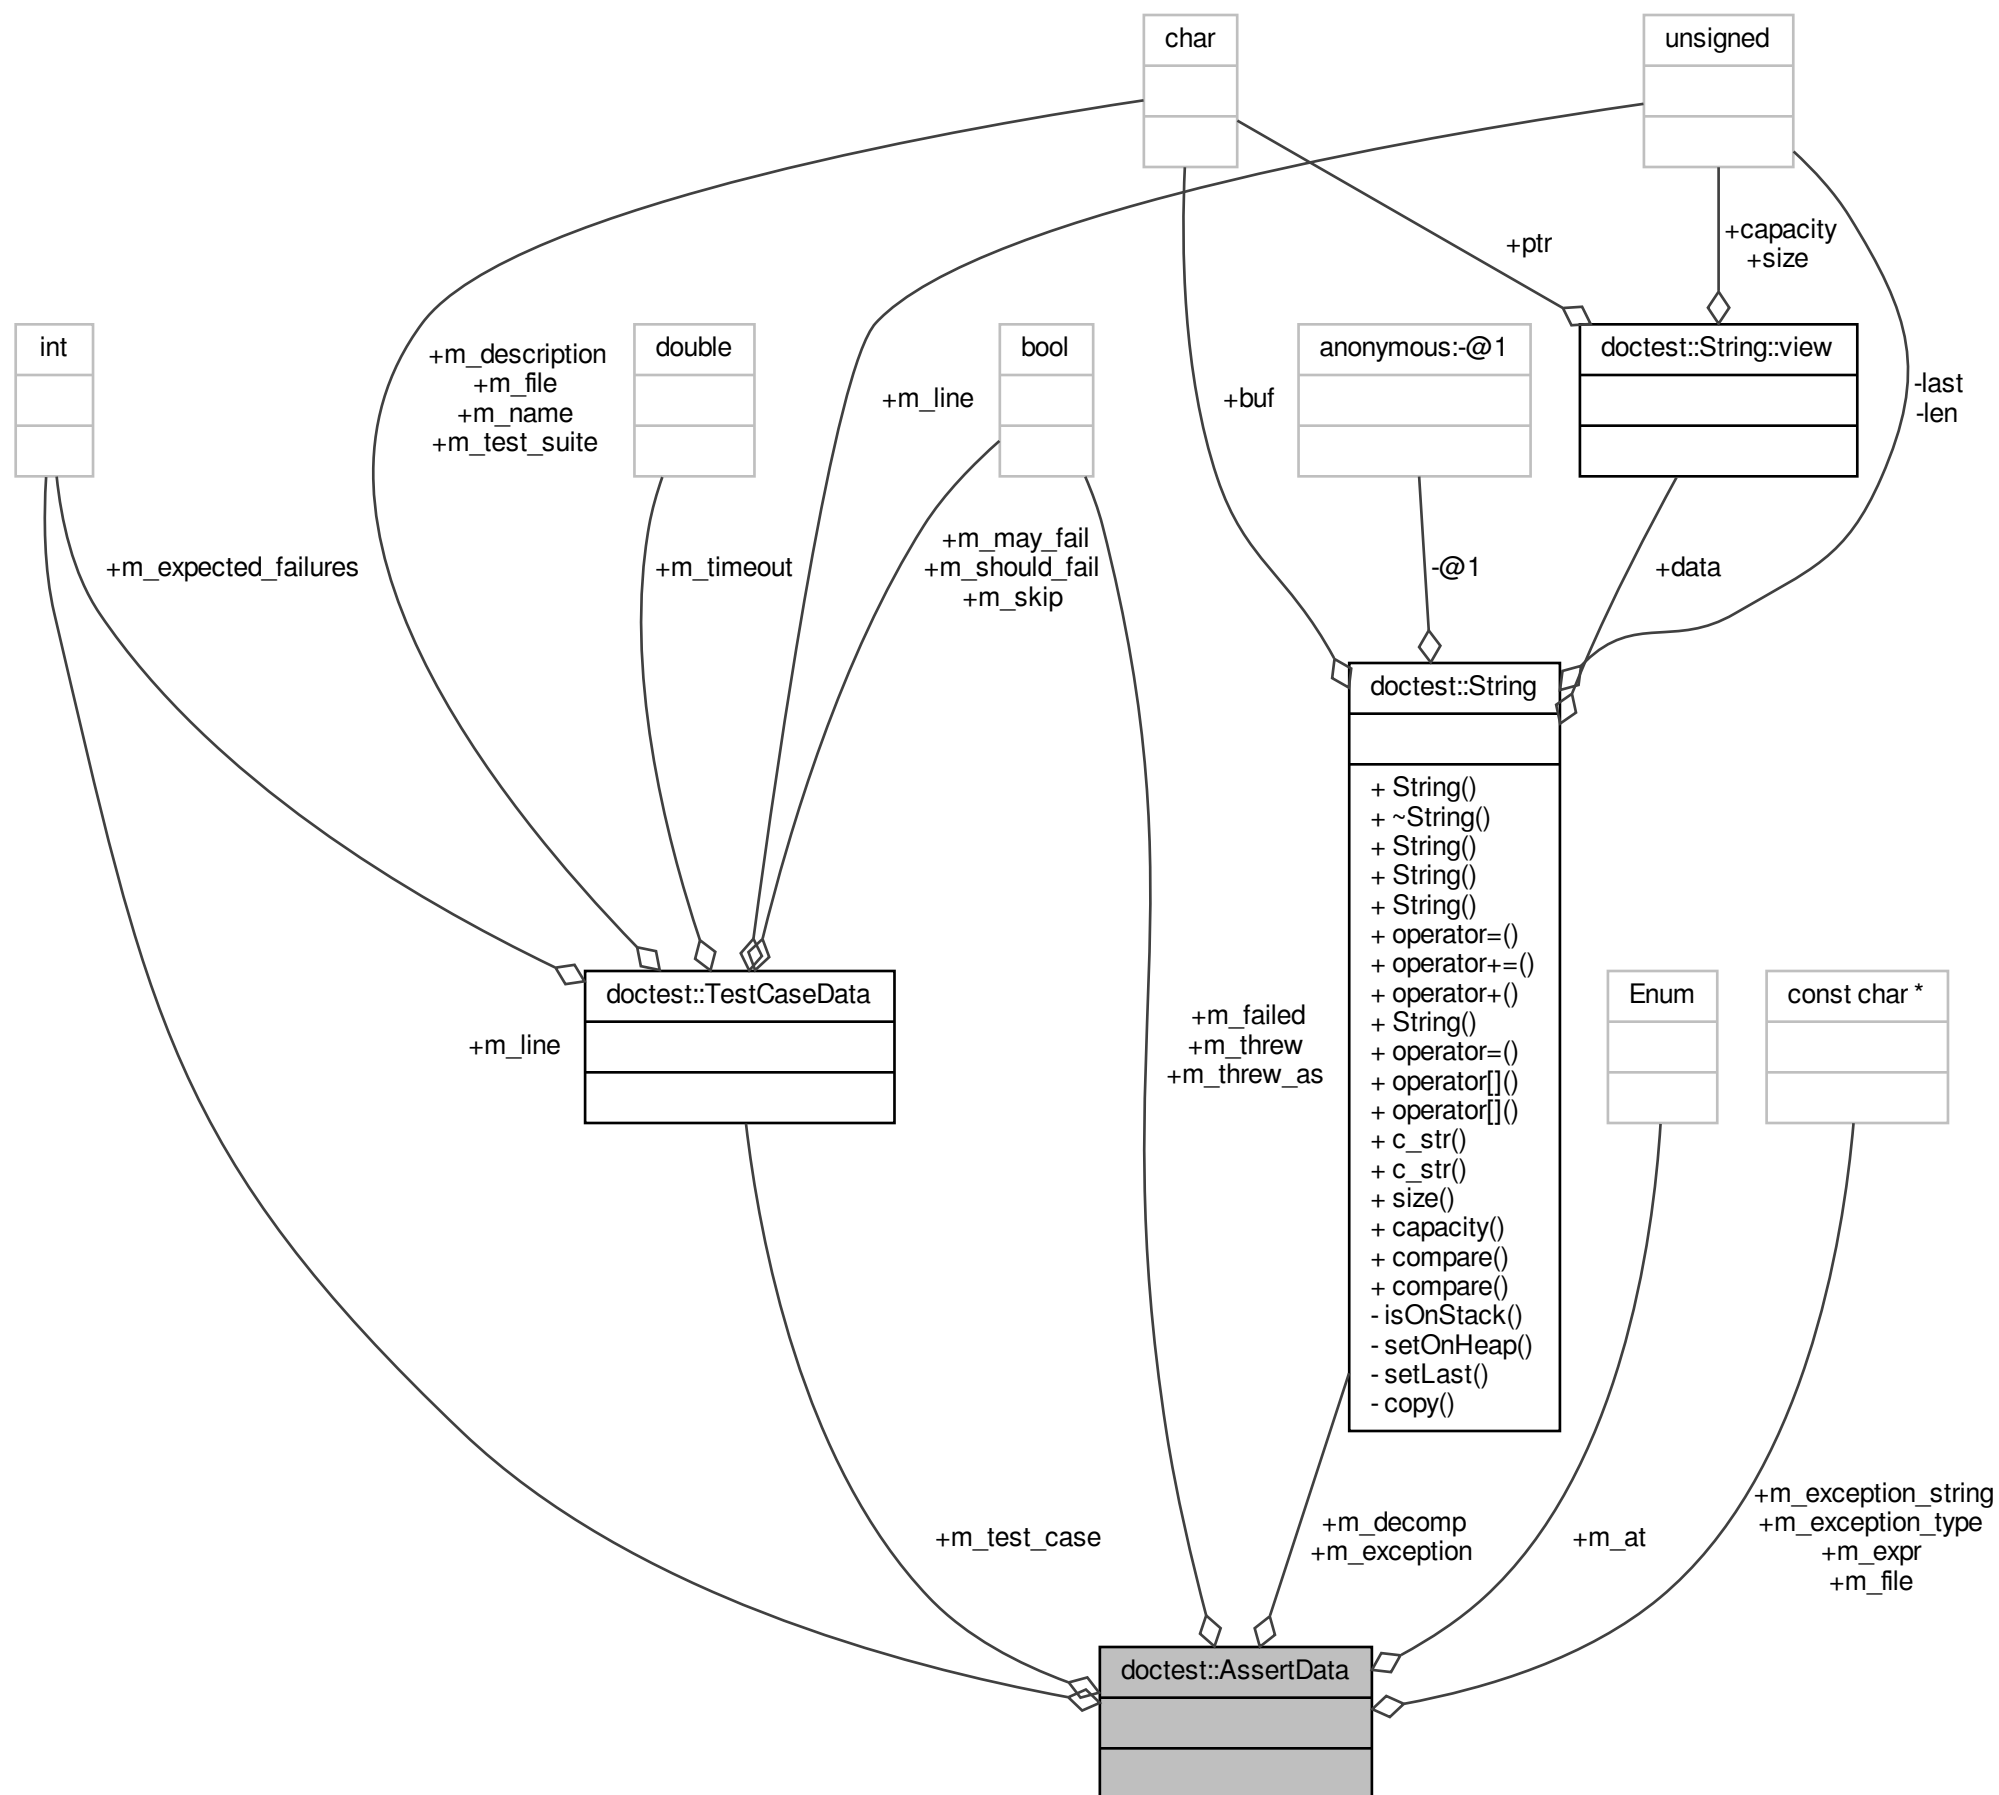 char
unsigned
+ptr
+capacity
+size
int
+m_description
+m_file
+m_name
+m_test_suite
double
+m_line
bool
+buf
anonymous:-@1
doctest::String::view
-last
-len
+m_expected_failures
+m_timeout
+m_may_fail
+m_should_fail
+m_skip
-@1
+data
doctest::String
+ String()
+ ~String()
+ String()
+ String()
+ String()
+ operator=()
+ operator+=()
+ operator+()
+ String()
+ operator=()
+ operator[]()
+ operator[]()
+ c_str()
+ c_str()
+ size()
+ capacity()
+ compare()
+ compare()
- isOnStack()
- setOnHeap()
- setLast()
- copy()
doctest::TestCaseData
+m_line
+m_failed
+m_threw
+m_threw_as
Enum
const char *
+m_test_case
+m_decomp
+m_exception
+m_at
+m_exception_string
+m_exception_type
+m_expr
+m_file
doctest::AssertData